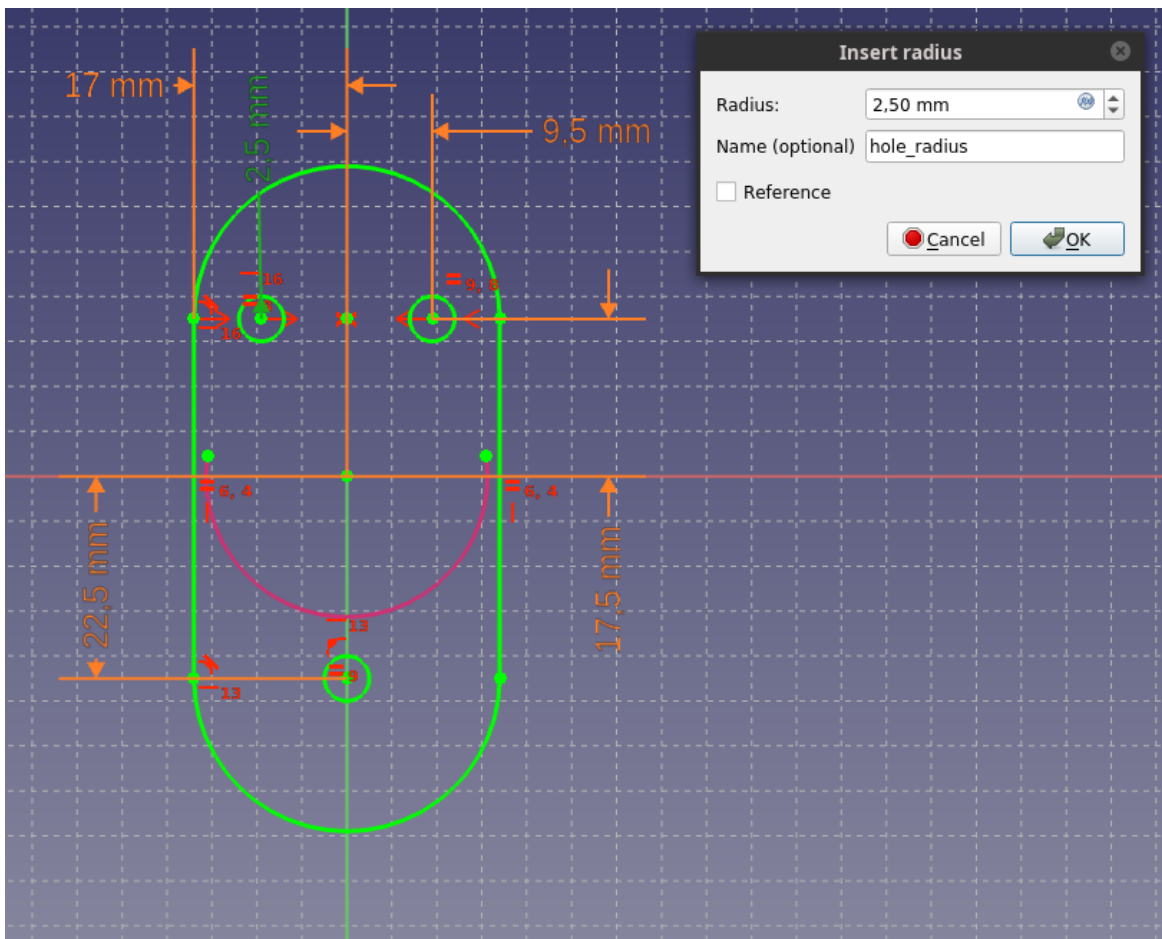 Insert radius
Radius:
2,50 mm
Name (optional)
hole_radius
Reference
Cancel
OK
17 mm
2,5 mm
9,5 mm
16
9, 8
16
6, 4
6, 4
22,5 mm
17,5 mm
13
9
13